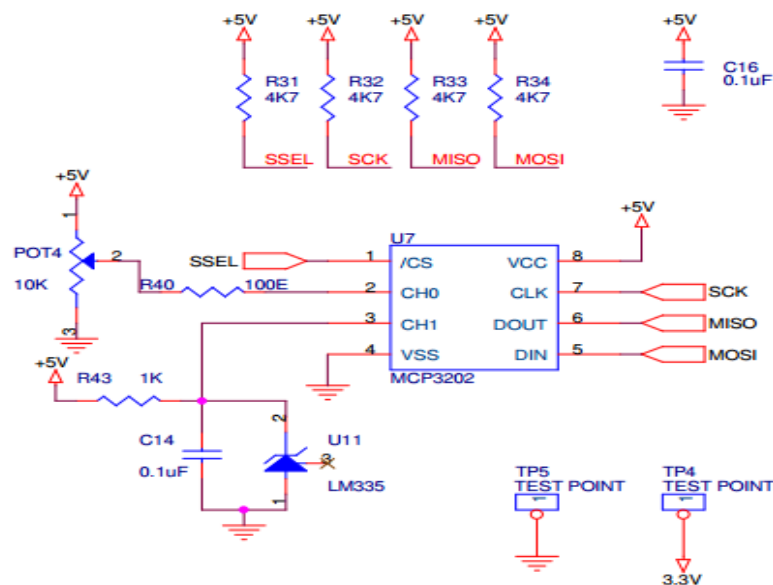 +5V +5V +5V +5V +5V
R31 R32 R33 R34 C16
4K7 4K7 4K7 4K7 0.1uF
SSEL SCK MISO MOSI
+5V
1
POT4 2
10K
3
R40 100E
+5V
U7
SSEL 1 /CS VCC 8
2 CH0 CLK 7 SCK
3 CH1 DOUT 6 MISO
4 VSS DIN 5 MOSI
MCP3202
+5V
R43 1K
C14
0.1uF
2
U11
3
LM335
1
TP5 TP4
TEST POINT TEST POINT
1 1
3.3V